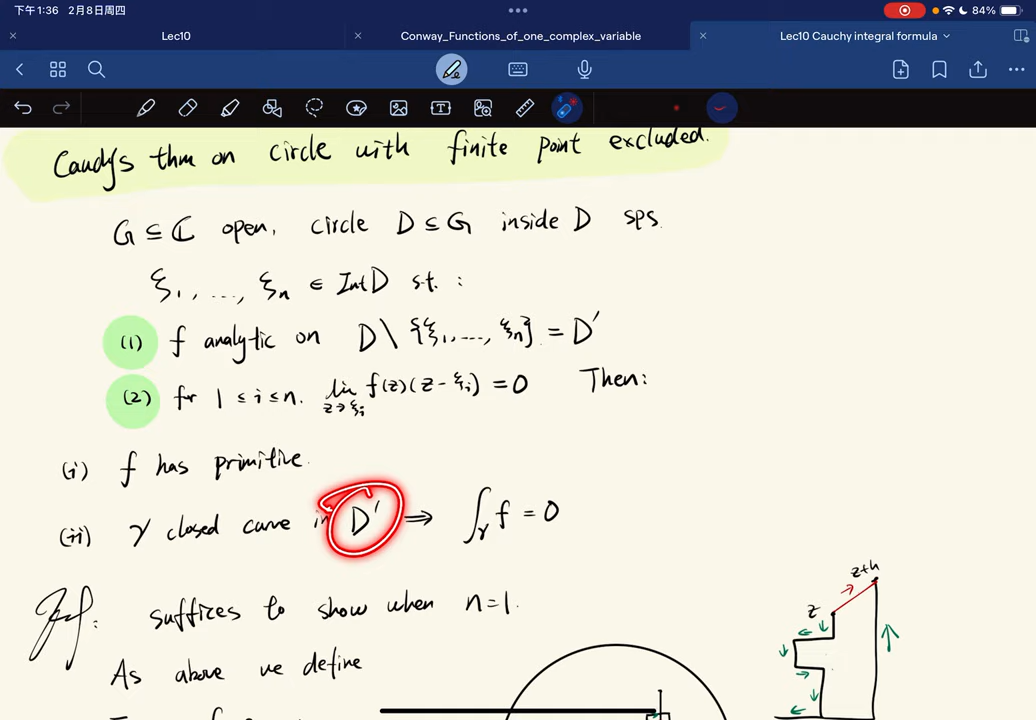 下午1:36 2月8日周四
84%
Lec10
Conway_Functions_of_one_complex_variable
Lec10 Cauchy integral formula
Caucy's thm on circle with finite point excluded.
G ⊆ ℂ open, circle D ⊆ G inside D sps.
ξ₁, ..., ξₙ ∈ Int D s.t. :
(1) f analytic on D \ {ξ₁, ..., ξₙ} = D'
(2) for 1 ≤ i ≤ n. lim_{z→ξᵢ} f(z)(z - ξᵢ) = 0 Then:
(i) f has primitive.
(ii) γ closed curve in D' ⇒ ∫_γ f = 0
z+h
z
suffices to show when n=1.
As above we define